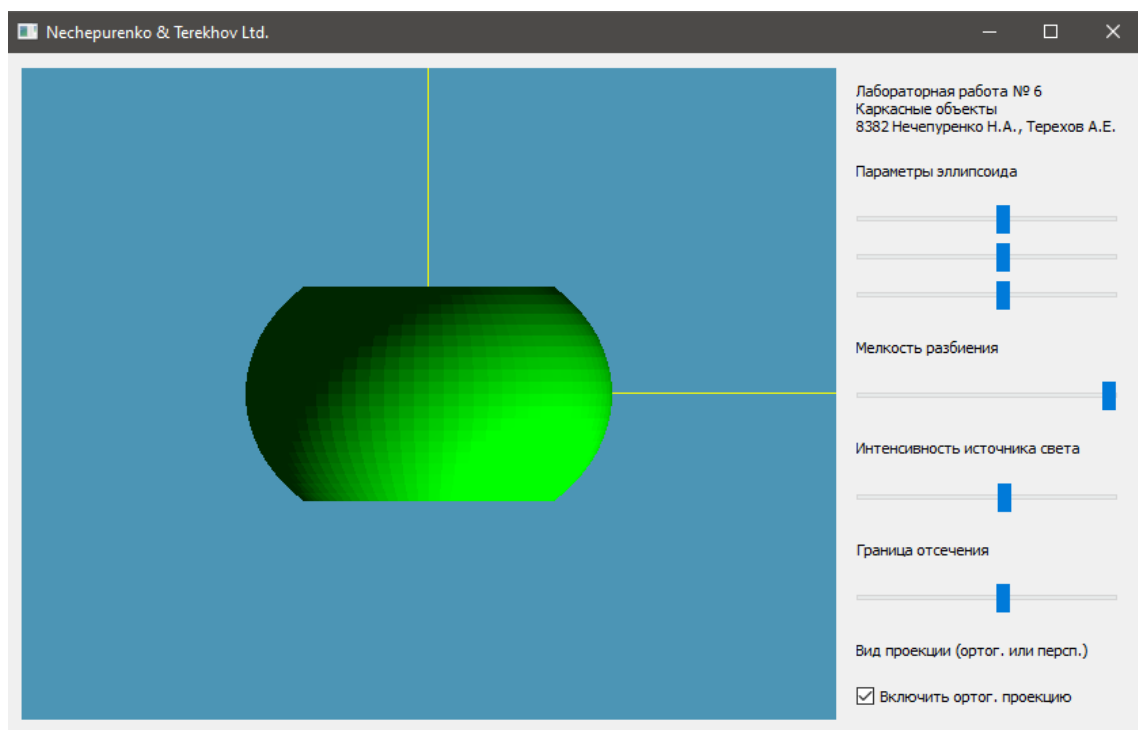 Nechepurenko & Terekhov Ltd.
Лабораторная работа № 6
Каркасные объекты
8382 Нечепуренко Н.А., Терехов А.Е.
Параметры эллипсоида
Мелкость разбиения
Интенсивность источника света
Граница отсечения
Вид проекции (ортог. или персп.)
Включить ортог. проекцию